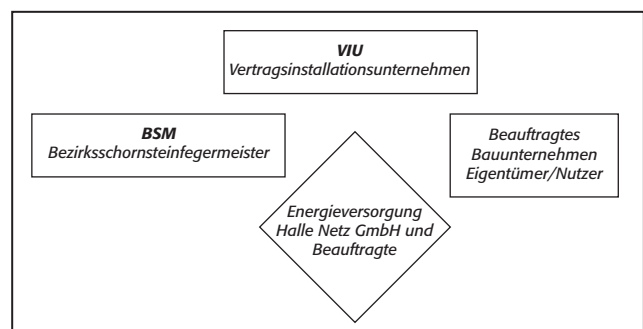 VIU
Vertragsinstallationsunternehmen
BSM
Bezirksschornsteinfegermeister
Beauftragtes
Bauunternehmen
Eigentümer/Nutzer
Energieversorgung
Halle Netz GmbH und
Beauftragte